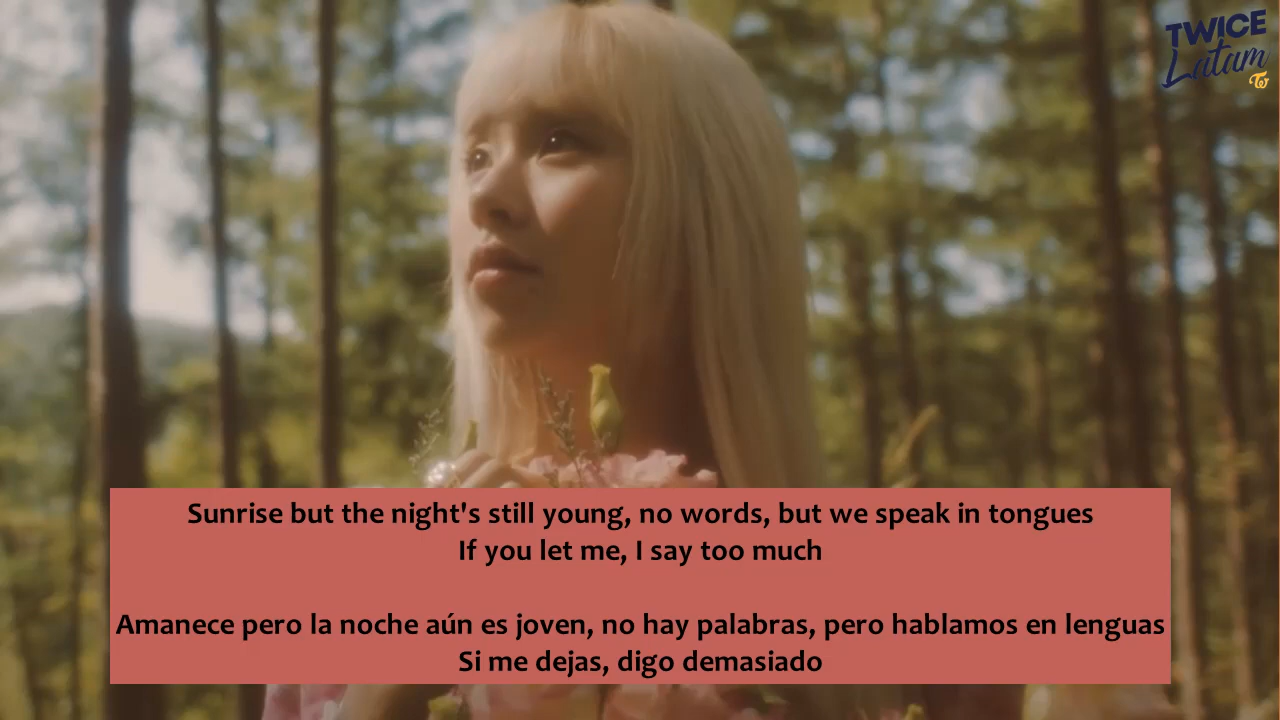 TWICE
Latam
Sunrise but the night's still young, no words, but we speak in tongues
If you let me, I say too much
Amanece pero la noche aún es joven, no hay palabras, pero hablamos en lenguas
Si me dejas, digo demasiado